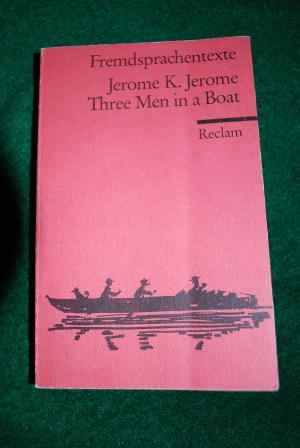 Fremdsprachentexte
Jerome K. Jerome
Three Men in a Boat
Reclam